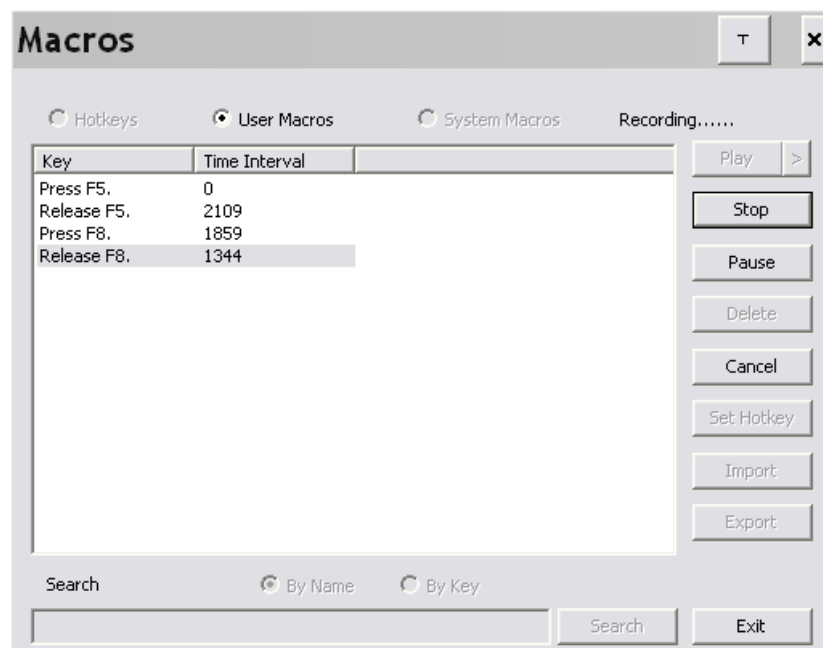 Macros
T
×
Hotkeys User Macros System Macros Recording......
Key Time Interval
Play >
Press F5. 0
Release F5. 2109
Stop
Press F8. 1859
Release F8. 1344
Pause
Delete
Cancel
Set Hotkey
Import
Export
Search By Name By Key
Search Exit